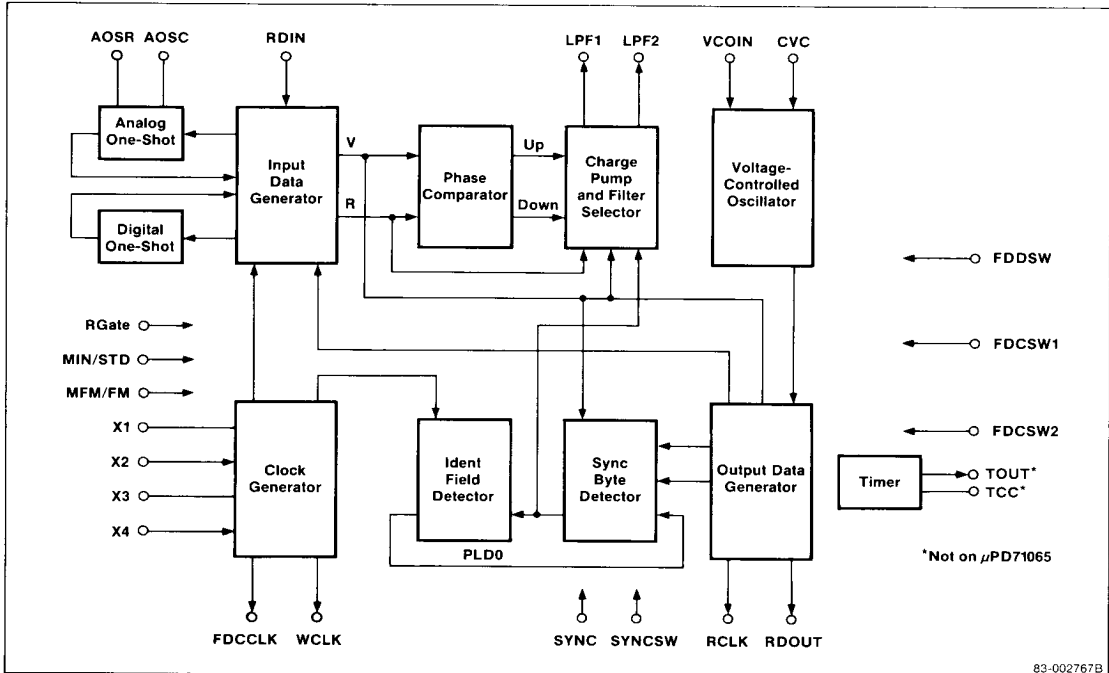 AOSR AOSC RDIN LPF1 LPF2 VCOIN CVC
Analog
One-Shot
Digital
One-Shot
Input
Data
Generator
V
R
Phase
Comparator
Up
Down
Charge
Pump
and Filter
Selector
Voltage-
Controlled
Oscillator
FDDSW
FDCSW1
FDCSW2
RGate
MIN/STD
MFM/FM
X1
X2
X3
X4
Clock
Generator
Ident
Field
Detector
PLD0
Sync
Byte
Detector
Output Data
Generator
Timer
TOUT*
TCC*
*Not on μPD71065
FDCCLK WCLK SYNC SYNCSW RCLK RDOUT
83-002767B